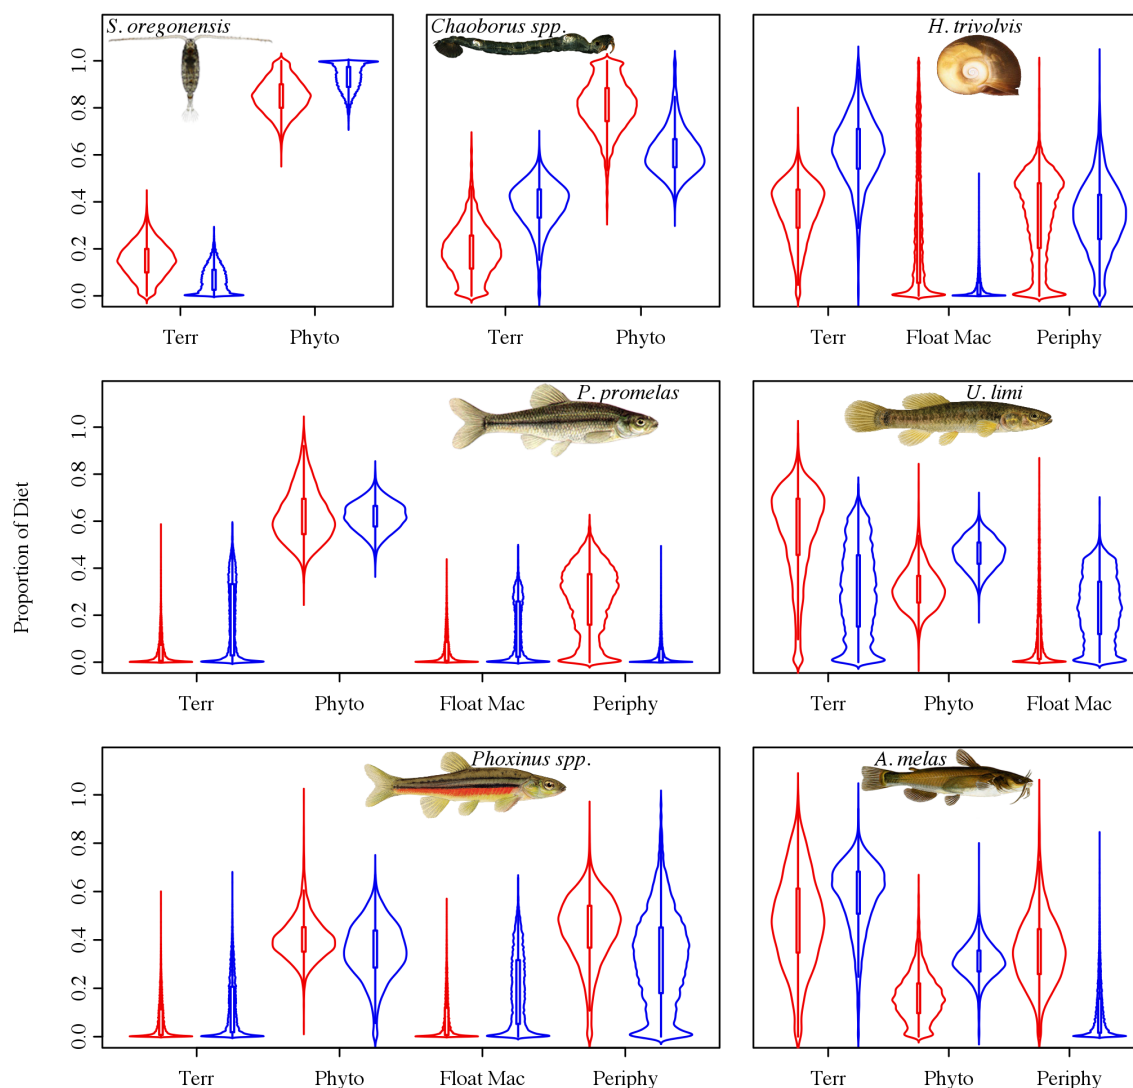 S. oregonensis
Chaoborus spp.
H. trivolvis
0.0 0.2 0.4 0.6 0.8 1.0
Terr Phyto
Terr Phyto
Terr Float Mac Periphy
Proportion of Diet
P. promelas
U. limi
0.0 0.2 0.4 0.6 0.8 1.0
Terr Phyto Float Mac Periphy
Terr Phyto Float Mac
Phoxinus spp.
A. melas
0.0 0.2 0.4 0.6 0.8 1.0
Terr Phyto Float Mac Periphy
Terr Phyto Periphy